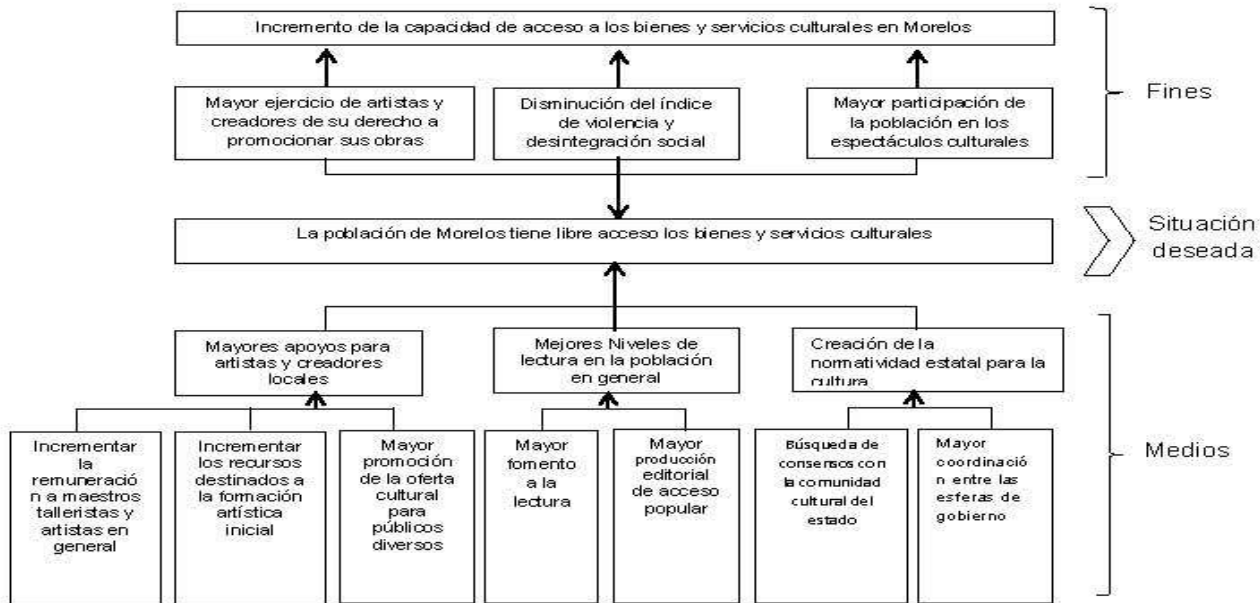 Incremento de la capacidad de acceso a los bienes y servicios culturales en Morelos
Mayor ejercicio de artistas y
creadores de su derecho a
promocionar sus obras
Disminución del índice
de violencia y
desintegración social
Mayor participación de
la población en los
espectáculos culturales
Fines
La población de Morelos tiene libre acceso los bienes y servicios culturales
Situación
deseada
Mayores apoyos para
artistas y creadores
locales
Mejores Niveles de
lectura en la población
en general
Creación de la
normatividad estatal para la
cultura
Incrementar
la
remuneració
n a maestros
talleristas y
artistas en
general
Incrementar
los recursos
destinados a
la formación
artística
inicial
Mayor
promoción
de la oferta
cultural
para
públicos
diversos
Mayor
fomento
a la
lectura
Mayor
producción
editorial
de acceso
popular
Búsqueda de
consensos con
la comunidad
cultural del
estado
Mayor
coordinació
n entre las
esferas de
gobierno
Medios